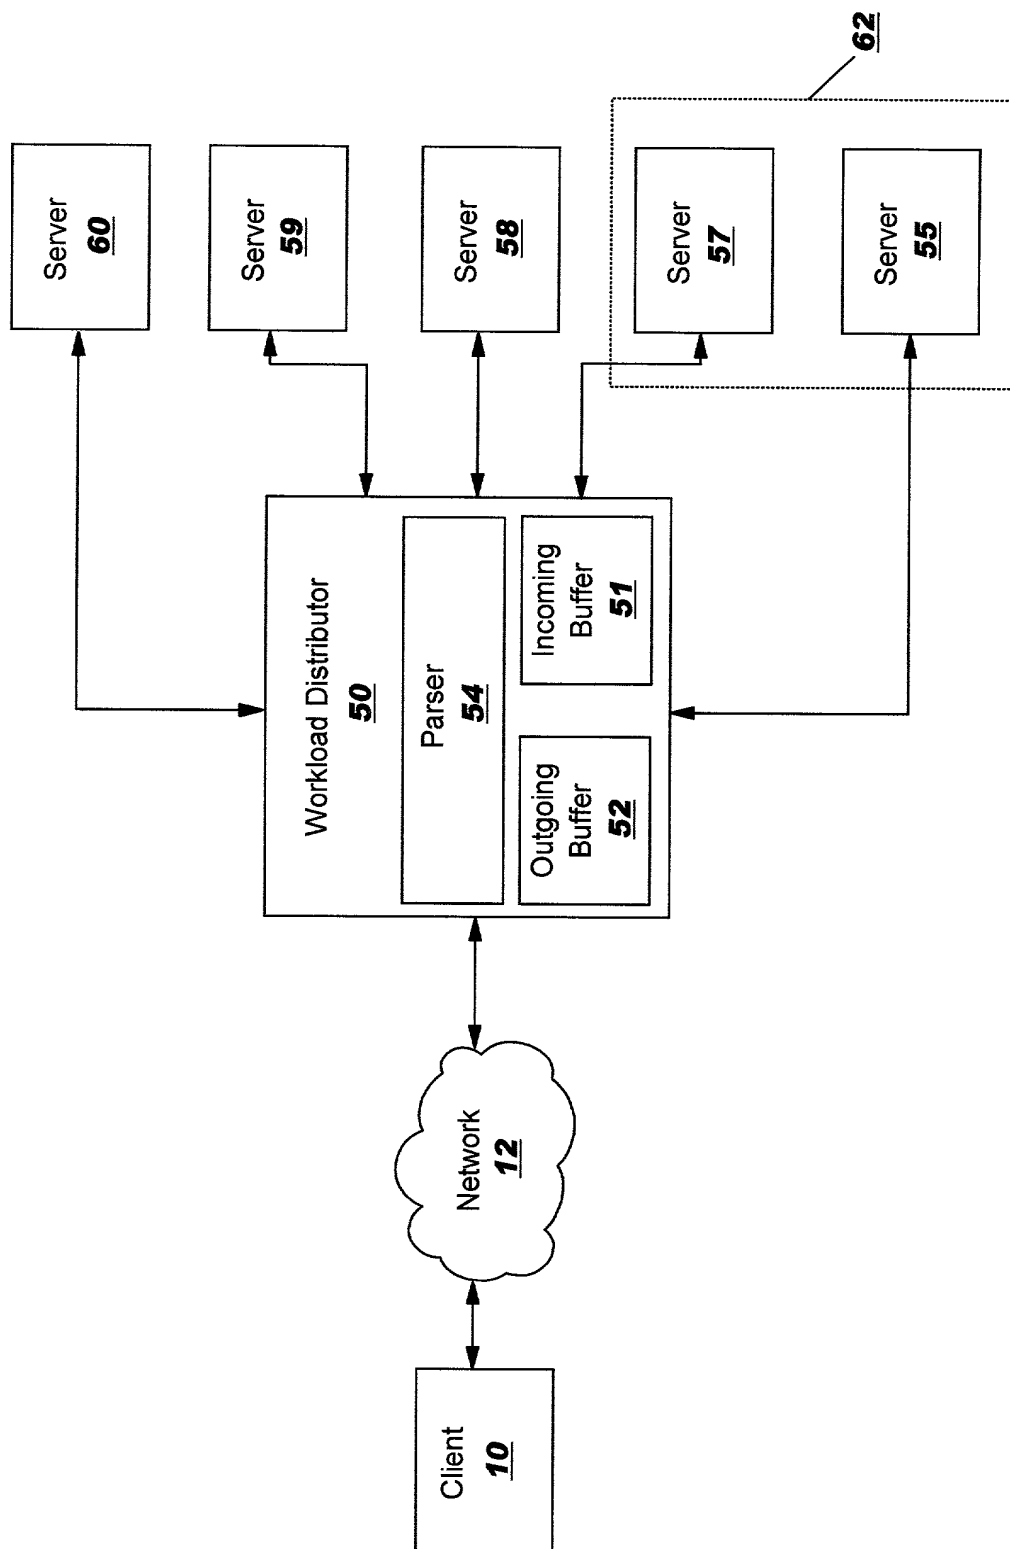 Client
10
Network
12
Workload Distributor
50
Parser
54
Outgoing
Buffer
52
Incoming
Buffer
51
Server
60
Server
59
Server
58
Server
57
Server
55
62